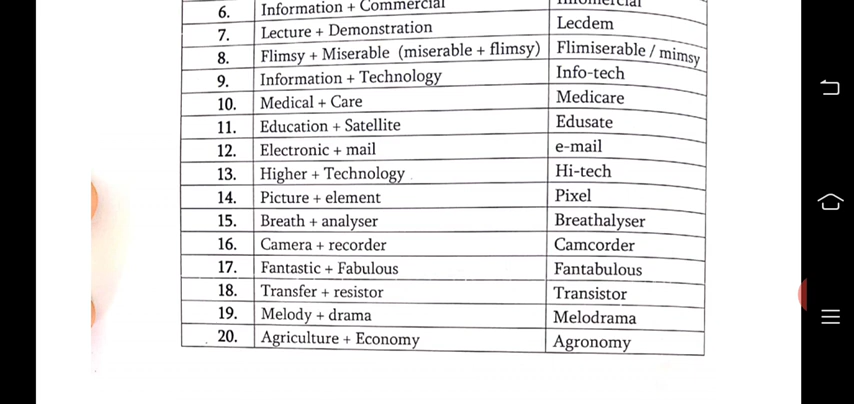 6. Information + Commercial Infomercial
7. Lecture + Demonstration Lecdem
8. Flimsy + Miserable (miserable + flimsy) Flimiserable / mimsy
9. Information + Technology Info-tech
10. Medical + Care Medicare
11. Education + Satellite Edusate
12. Electronic + mail e-mail
13. Higher + Technology Hi-tech
14. Picture + element Pixel
15. Breath + analyser Breathalyser
16. Camera + recorder Camcorder
17. Fantastic + Fabulous Fantabulous
18. Transfer + resistor Transistor
19. Melody + drama Melodrama
20. Agriculture + Economy Agronomy